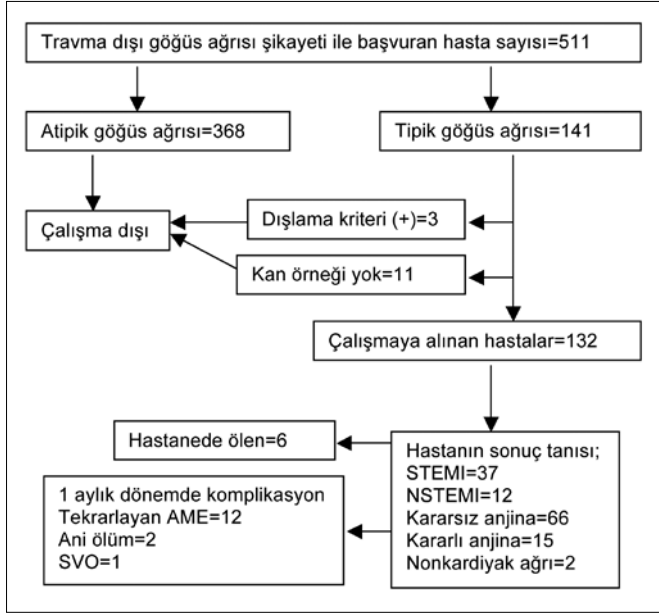 Travma dışı göğüs ağrısı şikayeti ile başvuran hasta sayısı=511
Atipik göğüs ağrısı=368
Tipik göğüs ağrısı=141
Çalışma dışı
Dışlama kriteri (+)=3
Kan örneği yok=11
Çalışmaya alınan hastalar=132
Hastanede ölen=6
Hastanın sonuç tanısı;
STEMI=37
NSTEMI=12
Kararsız anjina=66
Kararlı anjina=15
Nonkardiyak ağrı=2
1 aylık dönemde komplikasyon
Tekrarlayan AME=12
Ani ölüm=2
SVO=1